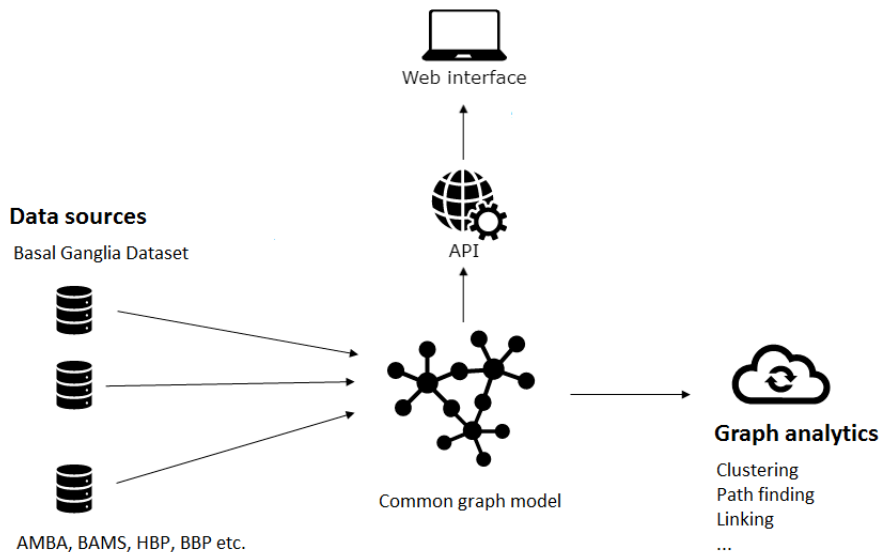 Web interface
API
Data sources
Basal Ganglia Dataset
AMBA, BAMS, HBP, BBP etc.
Common graph model
Graph analytics
Clustering
Path finding
Linking
...